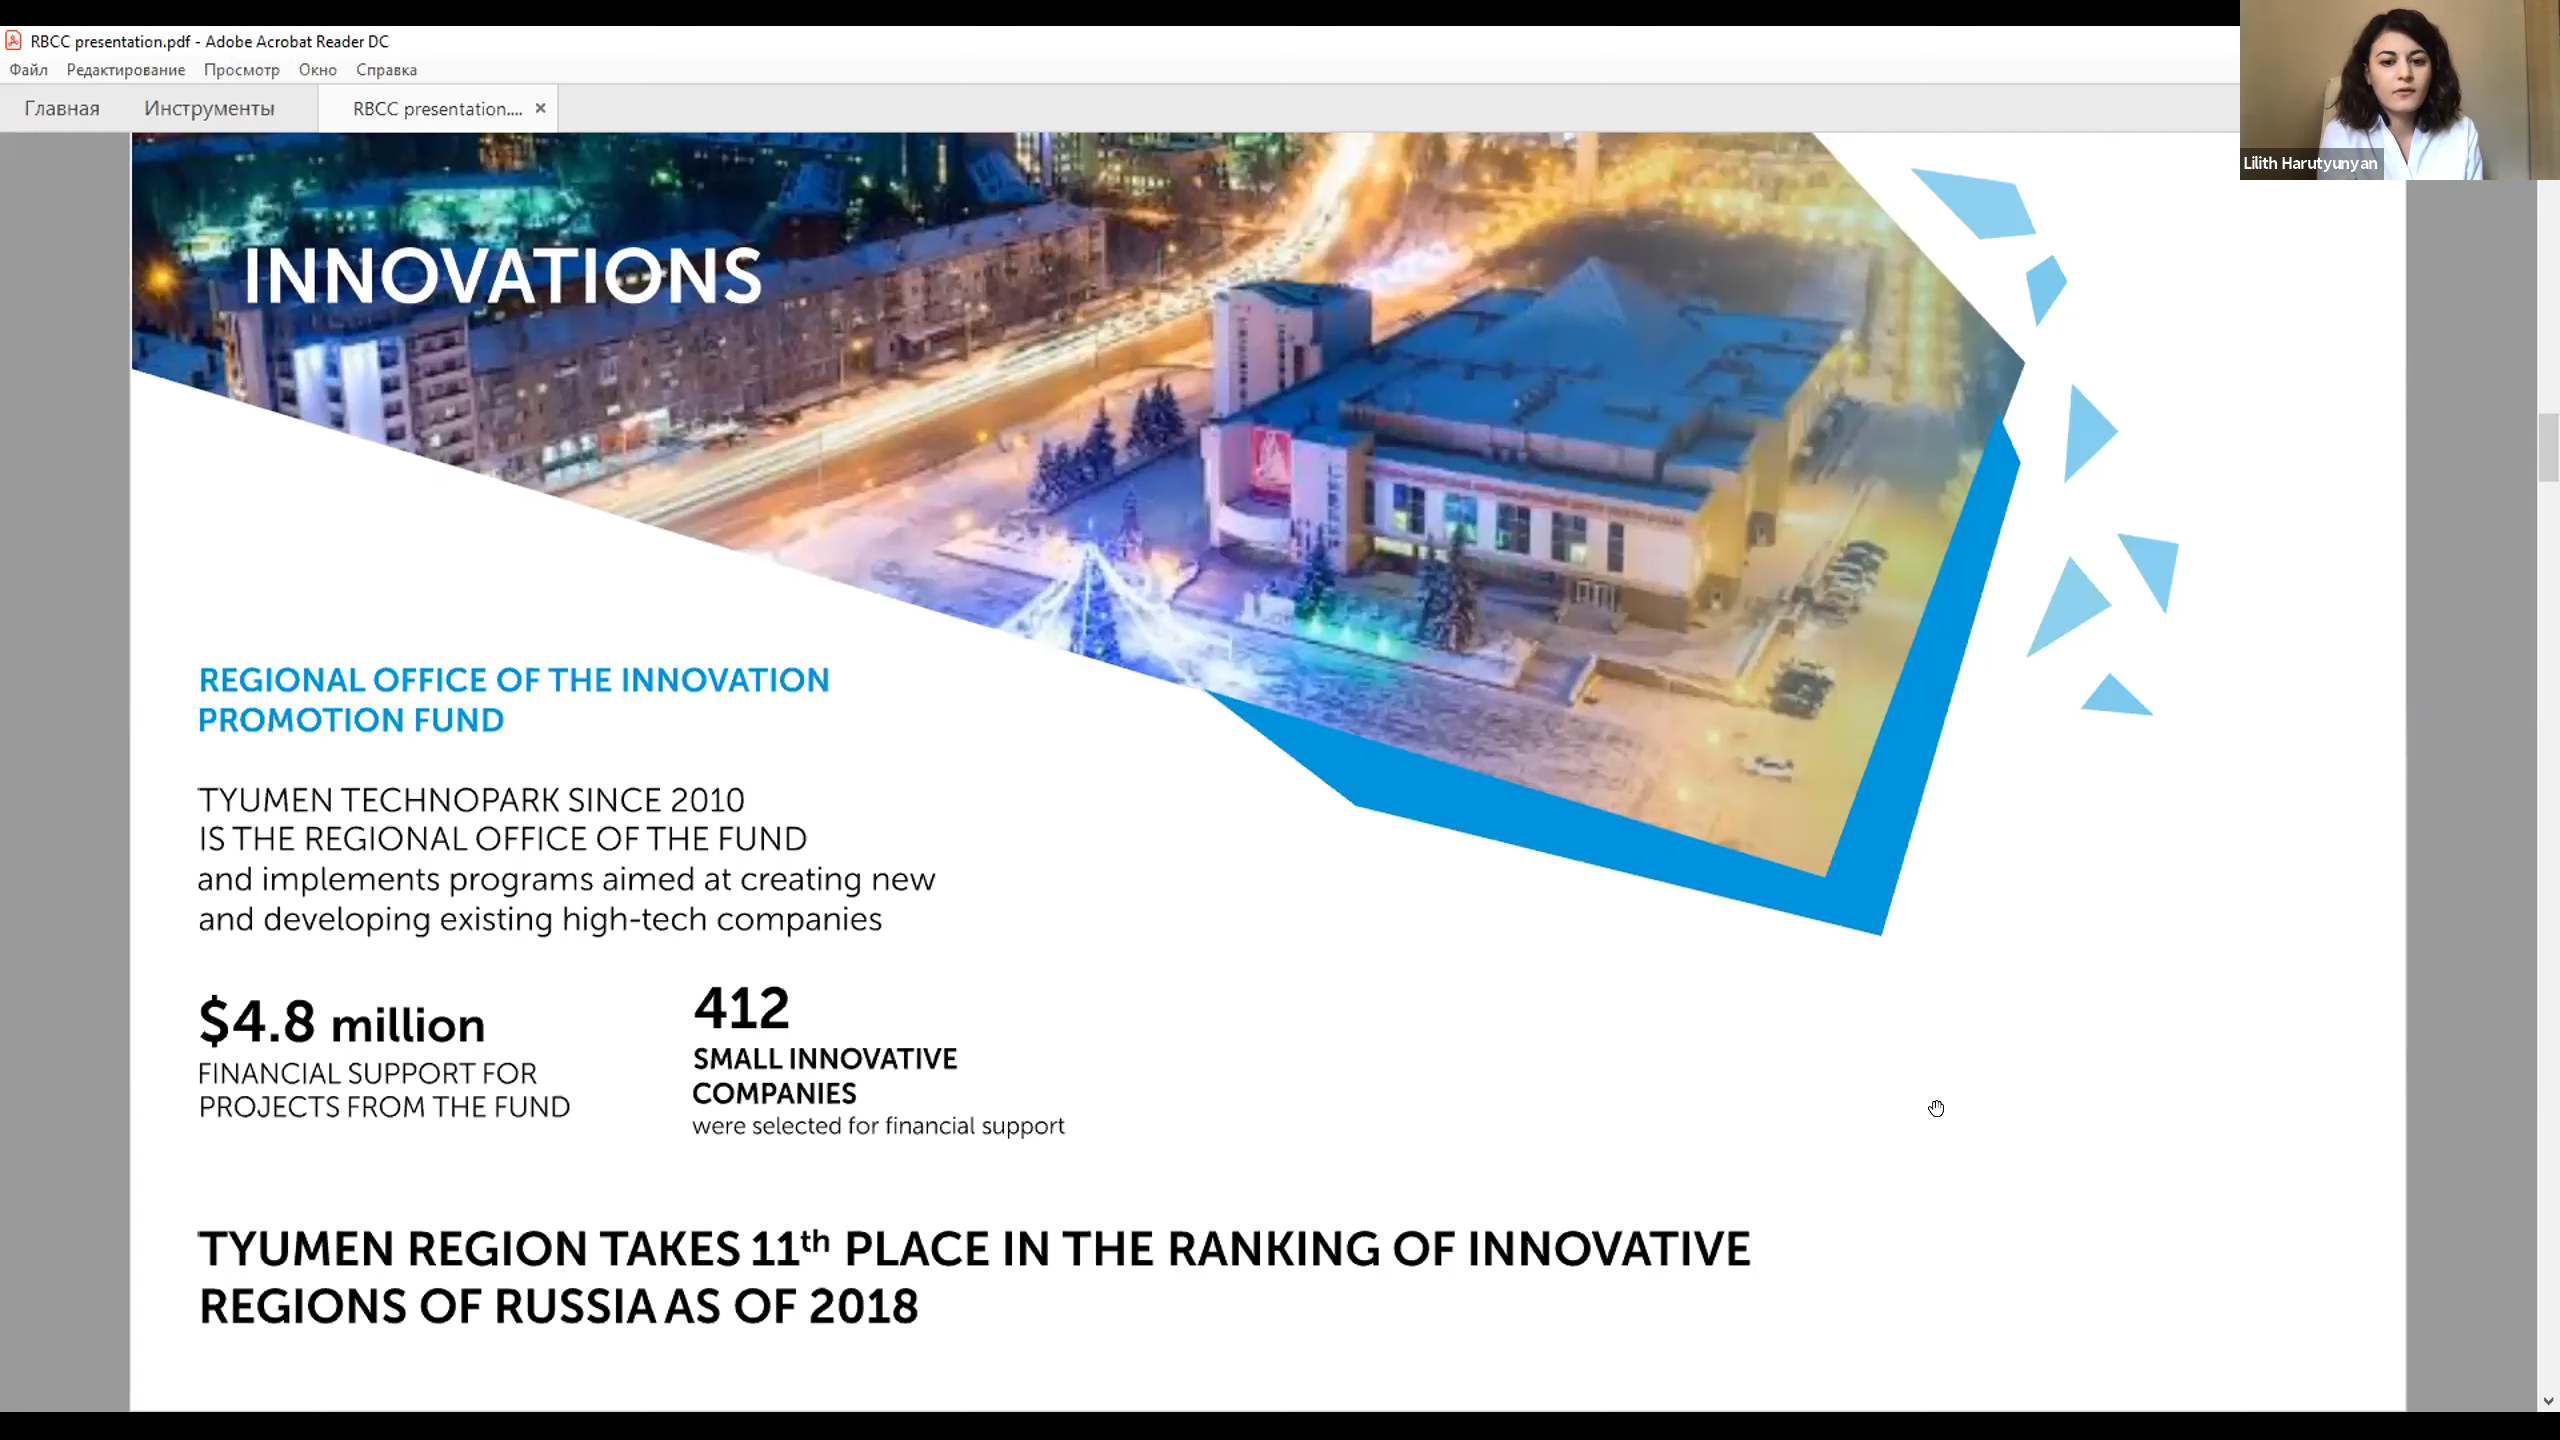 RBCC presentation.pdf - Adobe Acrobat Reader DC
Файл Редактирование Просмотр Окно Справка
Главная Инструменты RBCC presentation.... ×
Lilith Harutyunyan
INNOVATIONS
REGIONAL OFFICE OF THE INNOVATION
PROMOTION FUND
TYUMEN TECHNOPARK SINCE 2010
IS THE REGIONAL OFFICE OF THE FUND
and implements programs aimed at creating new
and developing existing high-tech companies
$4.8 million
FINANCIAL SUPPORT FOR
PROJECTS FROM THE FUND
412
SMALL INNOVATIVE
COMPANIES
were selected for financial support
TYUMEN REGION TAKES 11th PLACE IN THE RANKING OF INNOVATIVE
REGIONS OF RUSSIA AS OF 2018